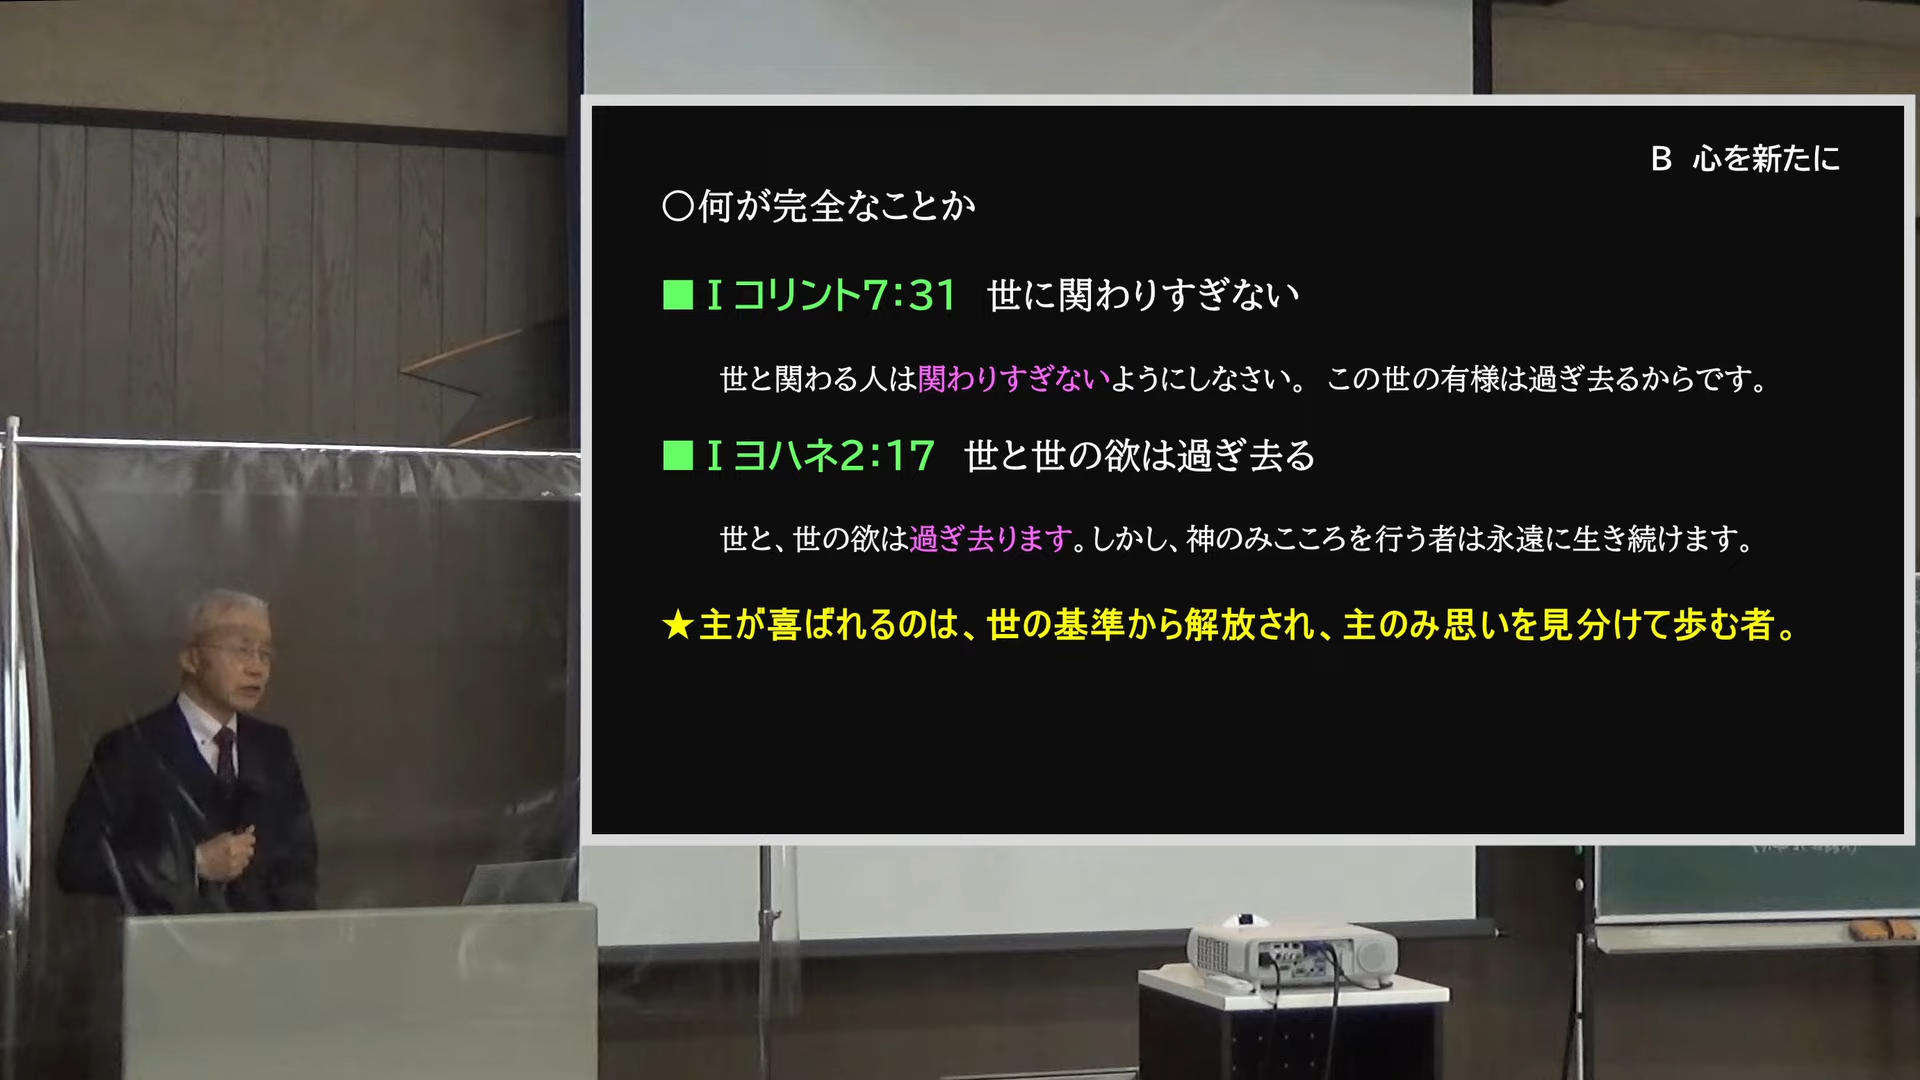 B 心を新たに
○何が完全なことか
■Ⅰコリント7:31 世に関わりすぎない
世と関わる人は関わりすぎないようにしなさい。 この世の有様は過ぎ去るからです。
■Ⅰヨハネ2:17 世と世の欲は過ぎ去る
世と、世の欲は過ぎ去ります。しかし、神のみこころを行う者は永遠に生き続けます。
★主が喜ばれるのは、世の基準から解放され、主のみ思いを見分けて歩む者。